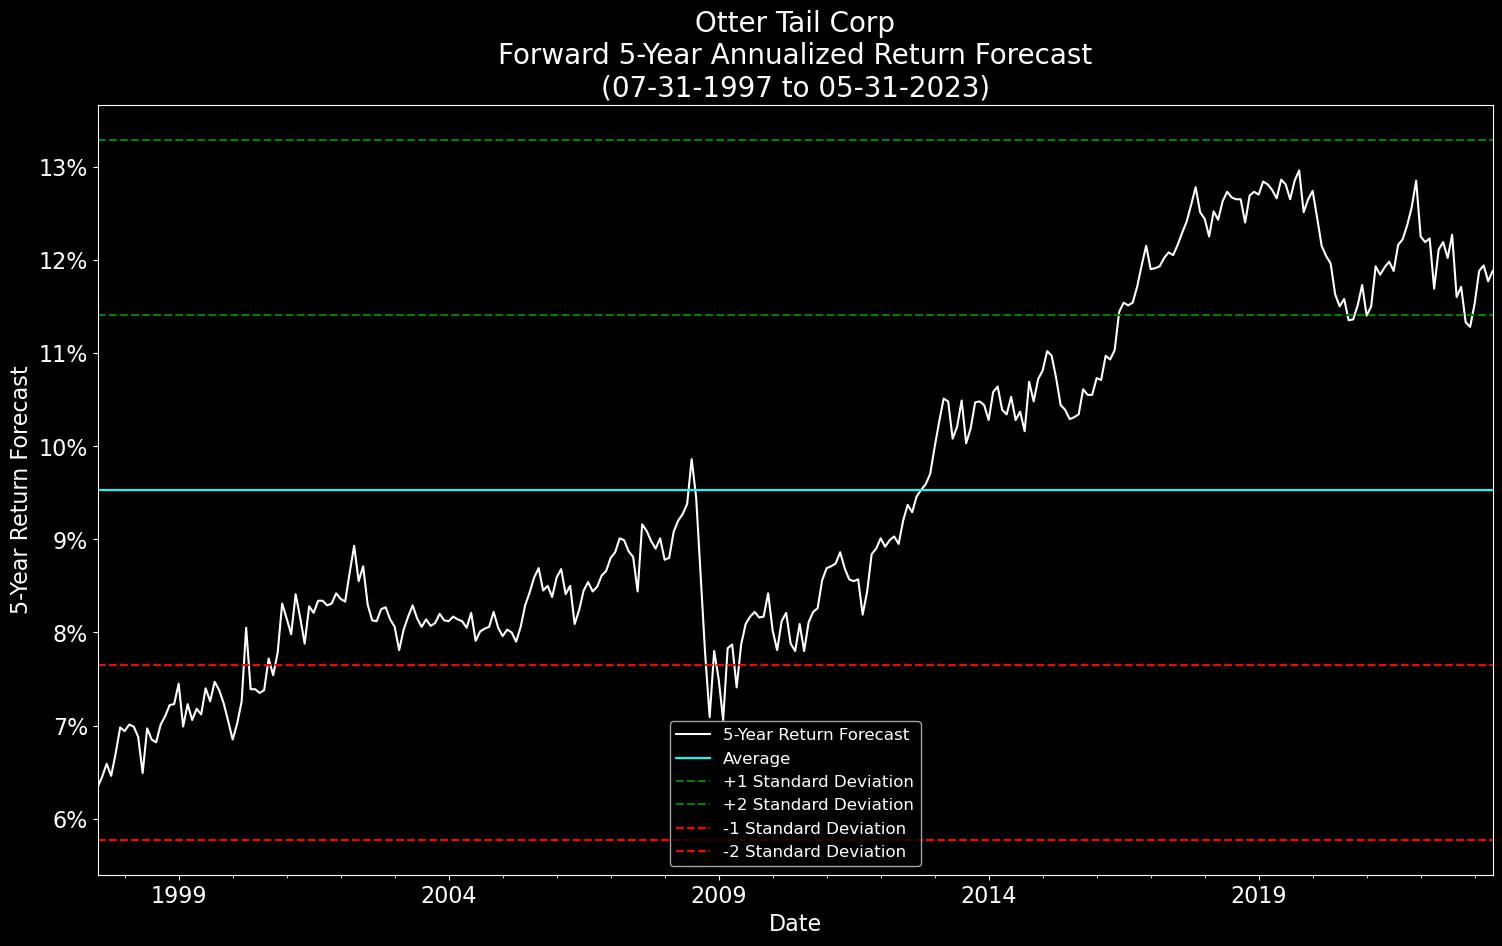 Otter Tail Corp
Forward 5-Year Annualized Return Forecast
(07-31-1997 to 05-31-2023)
5-Year Return Forecast
13%
12%
11%
10%
9%
8%
7%
6%
5-Year Return Forecast
Average
+1 Standard Deviation
+2 Standard Deviation
-1 Standard Deviation
-2 Standard Deviation
1999
2004
2009
2014
2019
Date